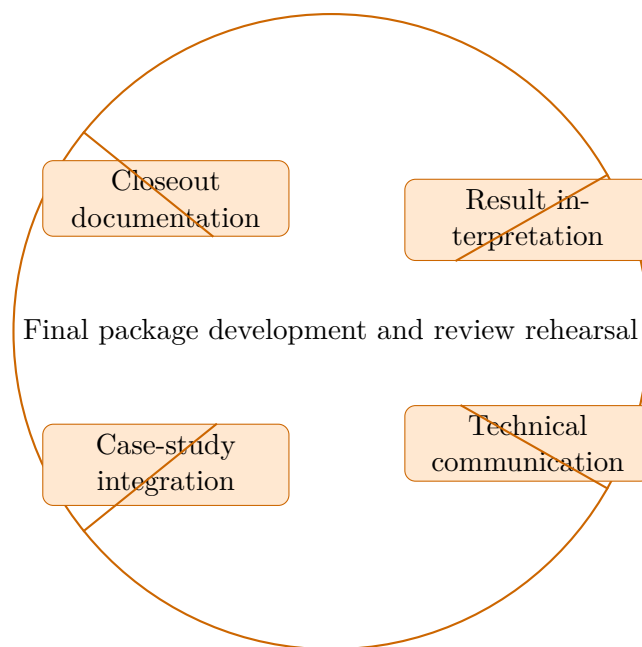 Closeout
documentation
Result in-
terpretation
Final package development and review rehearsal
Case-study
integration
Technical
communication